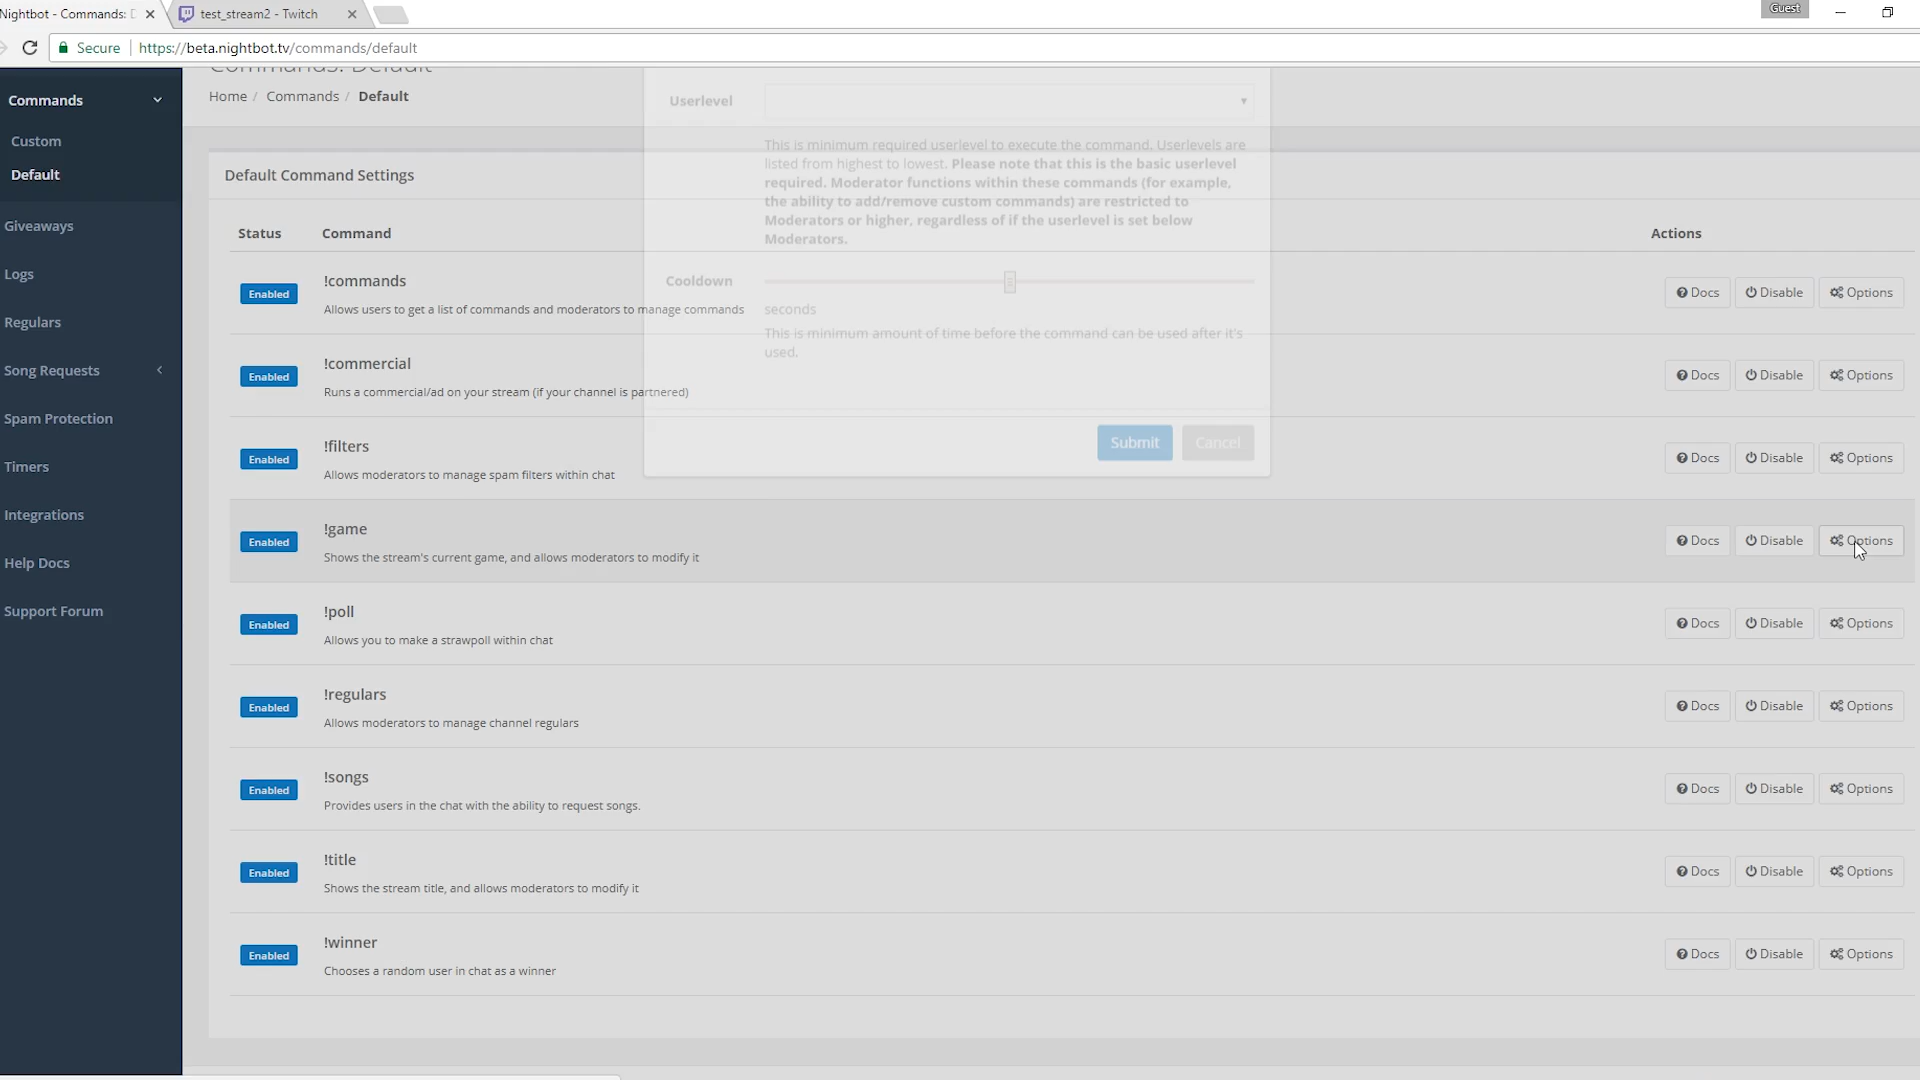 Nightbot - Commands: D
test_stream2 - Twitch
Guest
Secure
https://beta.nightbot.tv/commands/default
Commands: Default
Home / Commands / Default
Commands
Custom
Default
Giveaways
Logs
Regulars
Song Requests
Spam Protection
Timers
Integrations
Help Docs
Support Forum
Userlevel
This is minimum required userlevel to execute the command. Userlevels are
listed from highest to lowest. Please note that this is the basic userlevel
required. Moderator functions within these commands (for example,
the ability to add/remove custom commands) are restricted to
Moderators or higher, regardless of if the userlevel is set below
Moderators.
Cooldown
seconds
This is minimum amount of time before the command can be used after it's
used.
Submit Cancel
Default Command Settings
Status Command Actions
Enabled !commands Docs Disable Options
Allows users to get a list of commands and moderators to manage commands
Enabled !commercial Docs Disable Options
Runs a commercial/ad on your stream (if your channel is partnered)
Enabled !filters Docs Disable Options
Allows moderators to manage spam filters within chat
Enabled !game Docs Disable Options
Shows the stream's current game, and allows moderators to modify it
Enabled !poll Docs Disable Options
Allows you to make a strawpoll within chat
Enabled !regulars Docs Disable Options
Allows moderators to manage channel regulars
Enabled !songs Docs Disable Options
Provides users in the chat with the ability to request songs.
Enabled !title Docs Disable Options
Shows the stream title, and allows moderators to modify it
Enabled !winner Docs Disable Options
Chooses a random user in chat as a winner